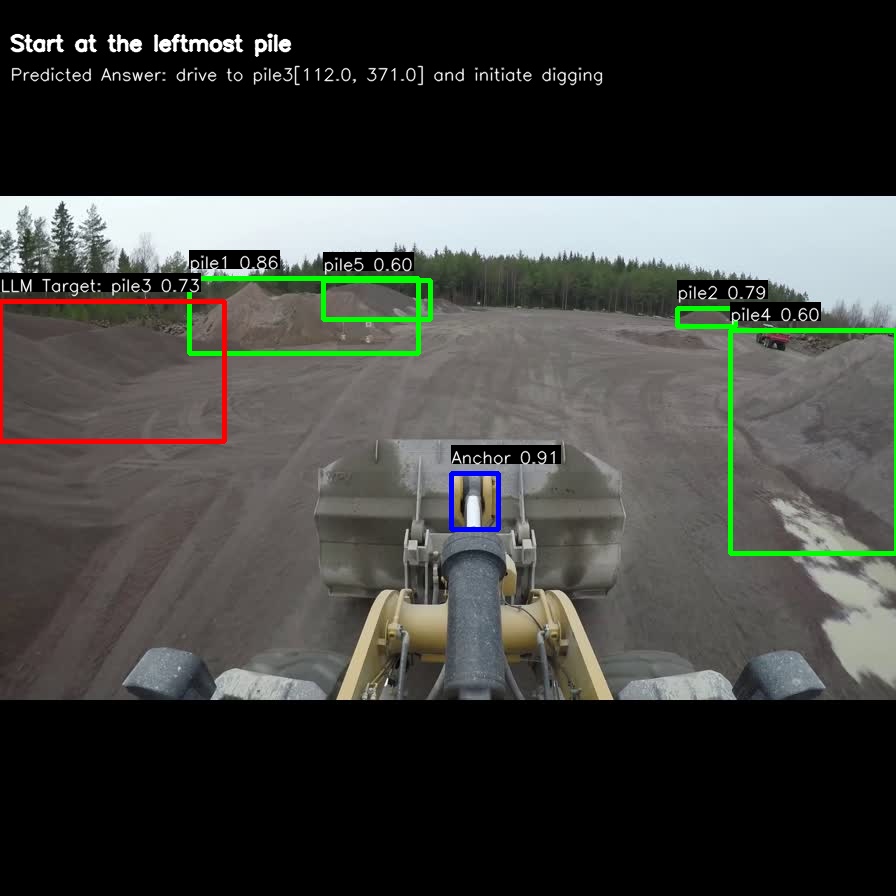 Start at the leftmost pile
Predicted Answer: drive to pile3[112.0, 371.0] and initiate digging
pile1 0.86
pile5 0.60
LLM Target: pile3 0.73
pile2 0.79
pile4 0.60
Anchor 0.91